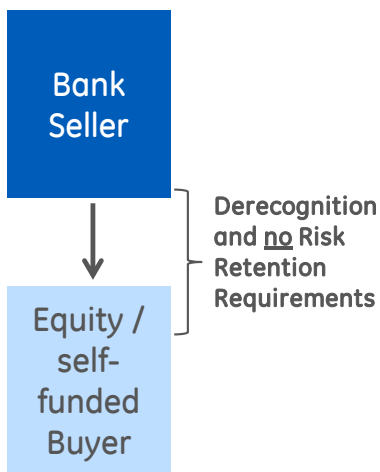 Bank
Seller
Derecognition
and no Risk
Retention
Requirements
Equity /
self-
funded
Buyer